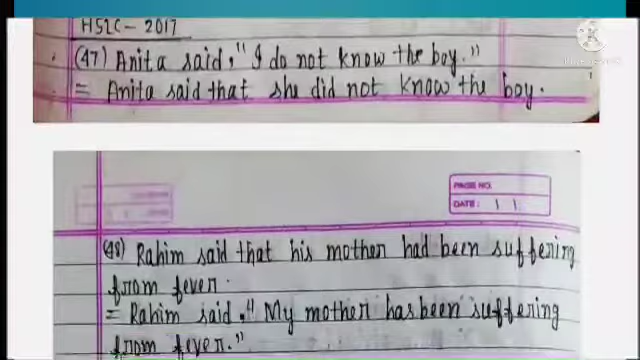 HSLC - 2017
(47) Anita said, "I do not know the boy."
= Anita said that she did not know the boy.
PAGE NO.
DATE:
(48) Rahim said that his mother had been suffering
from fever.
= Rahim said, "My mother has been suffering
from fever."